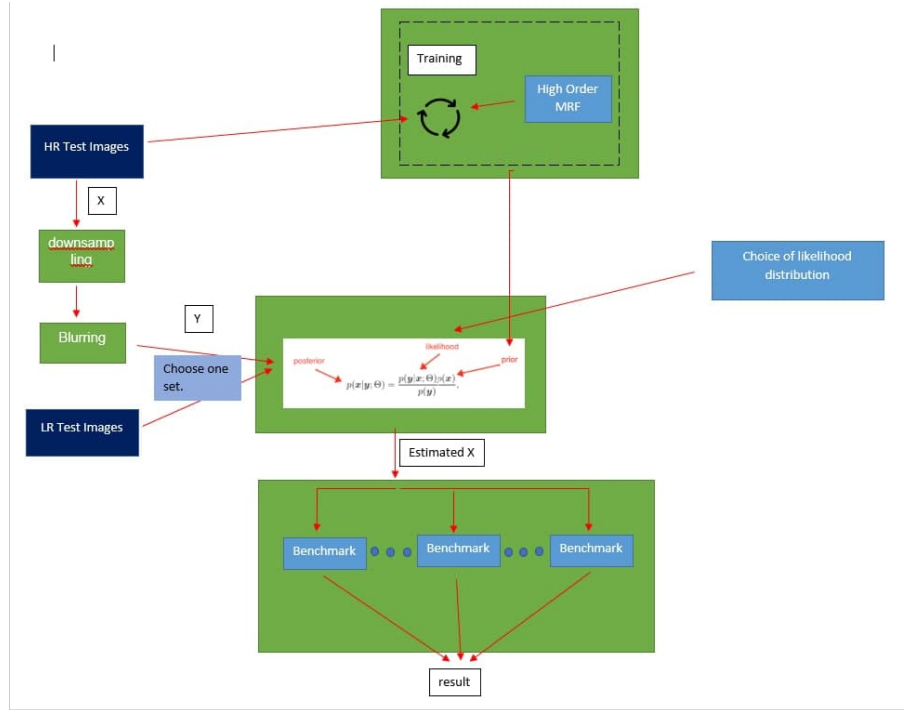 Training
High Order
MRF
HR Test Images
X
downsamp
ling
Choice of likelihood
distribution
Y
Blurring
likelihood
posterior
prior
Choose one
set.
p(x|y; Θ) = p(y|x; Θ)p(x) / p(y),
LR Test Images
Estimated X
Benchmark
Benchmark
Benchmark
result